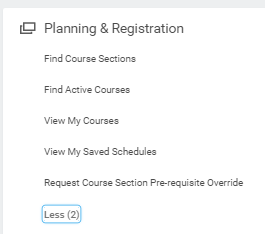 Planning & Registration
Find Course Sections
Find Active Courses
View My Courses
View My Saved Schedules
Request Course Section Pre-requisite Override
Less (2)